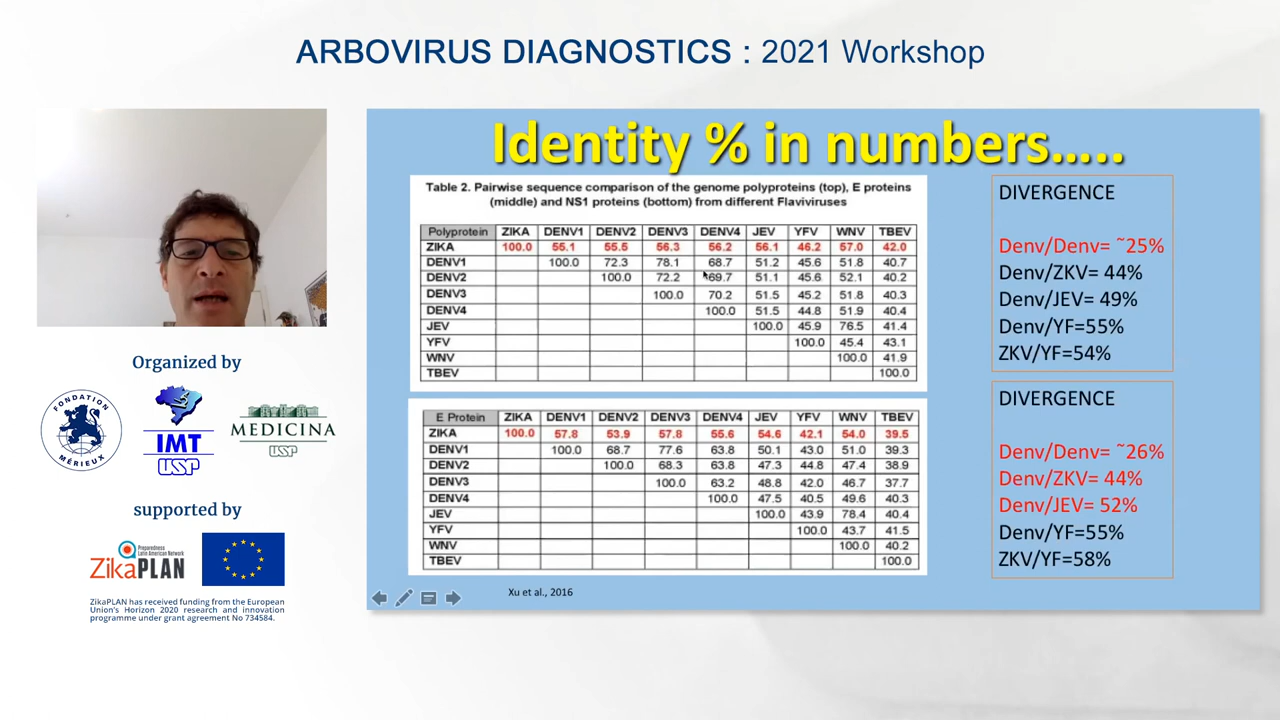 ARBOVIRUS DIAGNOSTICS : 2021 Workshop
Organized by
FONDATION MÉRIEUX
IMT
USP
MEDICINA
USP
supported by
Preparedness
Latin American Network
ZikaPLAN
ZikaPLAN has received funding from the European
Union's Horizon 2020 research and innovation
programme under grant agreement No 734584.
Identity % in numbers…..
Table 2. Pairwise sequence comparison of the genome polyproteins (top), E proteins
(middle) and NS1 proteins (bottom) from different Flaviviruses
Polyprotein ZIKA DENV1 DENV2 DENV3 DENV4 JEV YFV WNV TBEV
ZIKA 100.0 55.1 55.5 56.3 56.2 56.1 46.2 57.0 42.0
DENV1 100.0 72.3 78.1 68.7 51.2 45.6 51.8 40.7
DENV2 100.0 72.2 69.7 51.1 45.6 52.1 40.2
DENV3 100.0 70.2 51.5 45.2 51.8 40.3
DENV4 100.0 51.5 44.8 51.9 40.4
JEV 100.0 45.9 76.5 41.4
YFV 100.0 45.4 43.1
WNV 100.0 41.9
TBEV 100.0
E Protein ZIKA DENV1 DENV2 DENV3 DENV4 JEV YFV WNV TBEV
ZIKA 100.0 57.8 53.9 57.8 55.6 54.6 42.1 54.0 39.5
DENV1 100.0 68.7 77.6 63.8 50.1 43.0 51.0 39.3
DENV2 100.0 68.3 63.8 47.3 44.8 47.4 38.9
DENV3 100.0 63.2 48.8 42.0 46.7 37.7
DENV4 100.0 47.5 40.5 49.6 40.3
JEV 100.0 43.9 78.4 40.4
YFV 100.0 43.7 41.5
WNV 100.0 40.2
TBEV 100.0
Xu et al., 2016
DIVERGENCE
Denv/Denv= ~25%
Denv/ZKV= 44%
Denv/JEV= 49%
Denv/YF=55%
ZKV/YF=54%
DIVERGENCE
Denv/Denv= ~26%
Denv/ZKV= 44%
Denv/JEV= 52%
Denv/YF=55%
ZKV/YF=58%